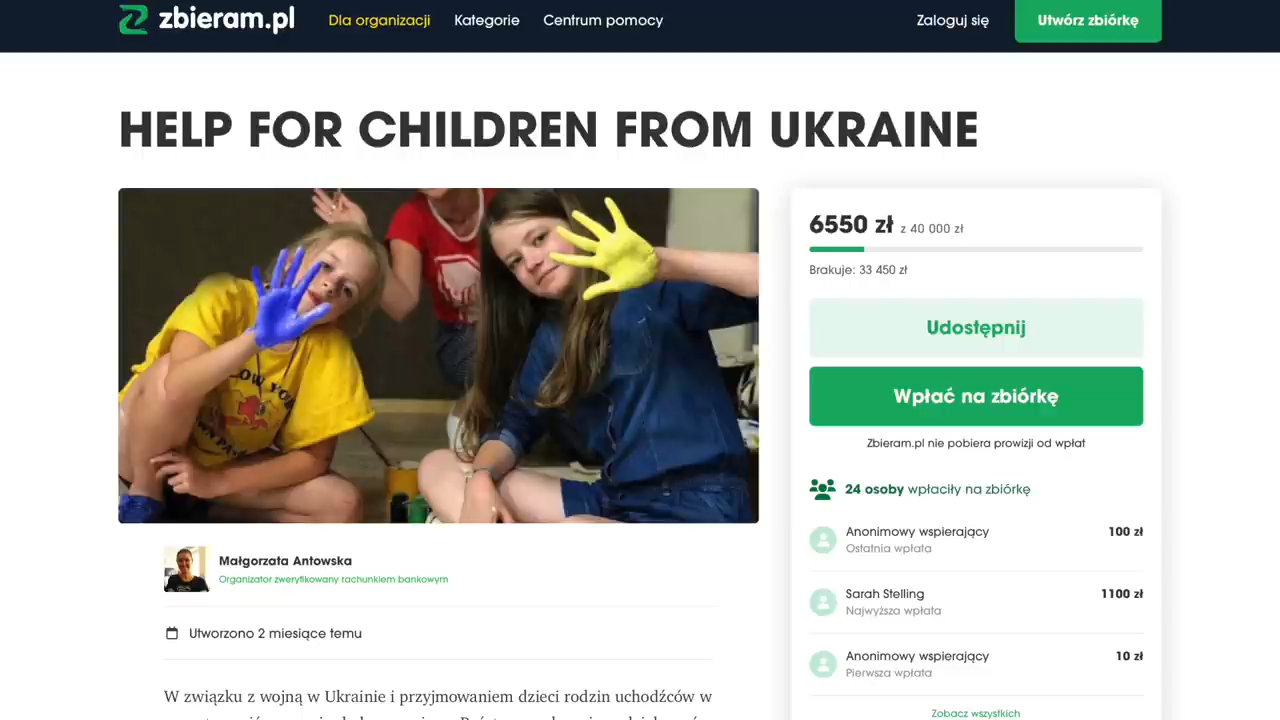 zbieram.pl Dla organizacji Kategorie Centrum pomocy Zaloguj się Utwórz zbiórkę
HELP FOR CHILDREN FROM UKRAINE
6550 zł z 40 000 zł
Brakuje: 33 450 zł
Udostępnij
Wpłać na zbiórkę
Zbieram.pl nie pobiera prowizji od wpłat
24 osoby wpłaciły na zbiórkę
Anonimowy wspierający 100 zł
Ostatnia wpłata
Sarah Stelling 1100 zł
Najwyższa wpłata
Anonimowy wspierający 10 zł
Pierwsza wpłata
Zobacz wszystkich
Małgorzata Antowska
Organizator zweryfikowany rachunkiem bankowym
Utworzono 2 miesiące temu
W związku z wojną w Ukrainie i przyjmowaniem dzieci rodzin uchodźców w